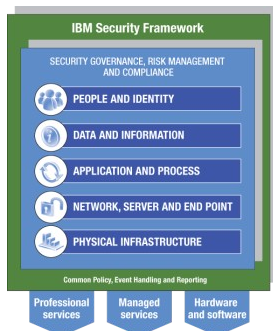 IBM Security Framework
SECURITY GOVERNANCE, RISK MANAGEMENT
AND COMPLIANCE
PEOPLE AND IDENTITY
DATA AND INFORMATION
APPLICATION AND PROCESS
NETWORK, SERVER AND END POINT
PHYSICAL INFRASTRUCTURE
Common Policy, Event Handling and Reporting
Professional
services
Managed
services
Hardware
and software